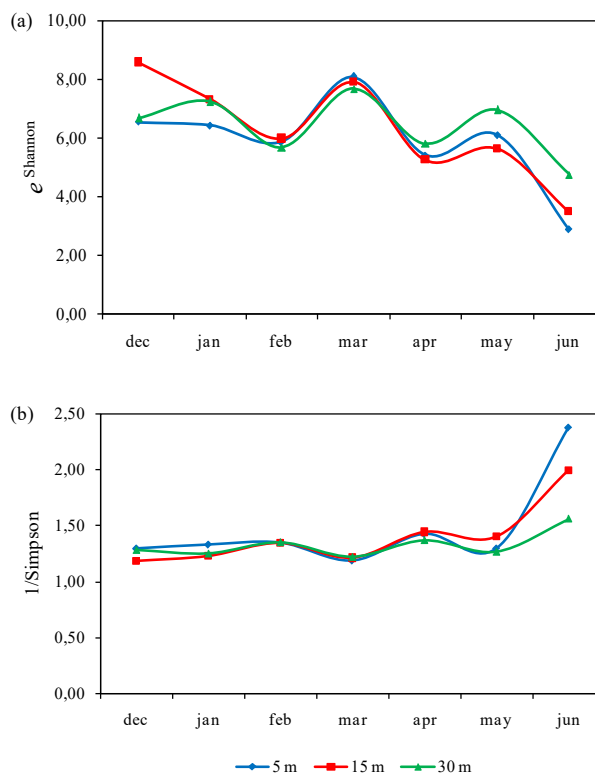 (a)
10,00
8,00
6,00
4,00
2,00
0,00
e Shannon
dec jan feb mar apr may jun
(b)
2,50
2,00
1,50
1,00
0,50
0,00
1/Simpson
dec jan feb mar apr may jun
5 m 15 m 30 m